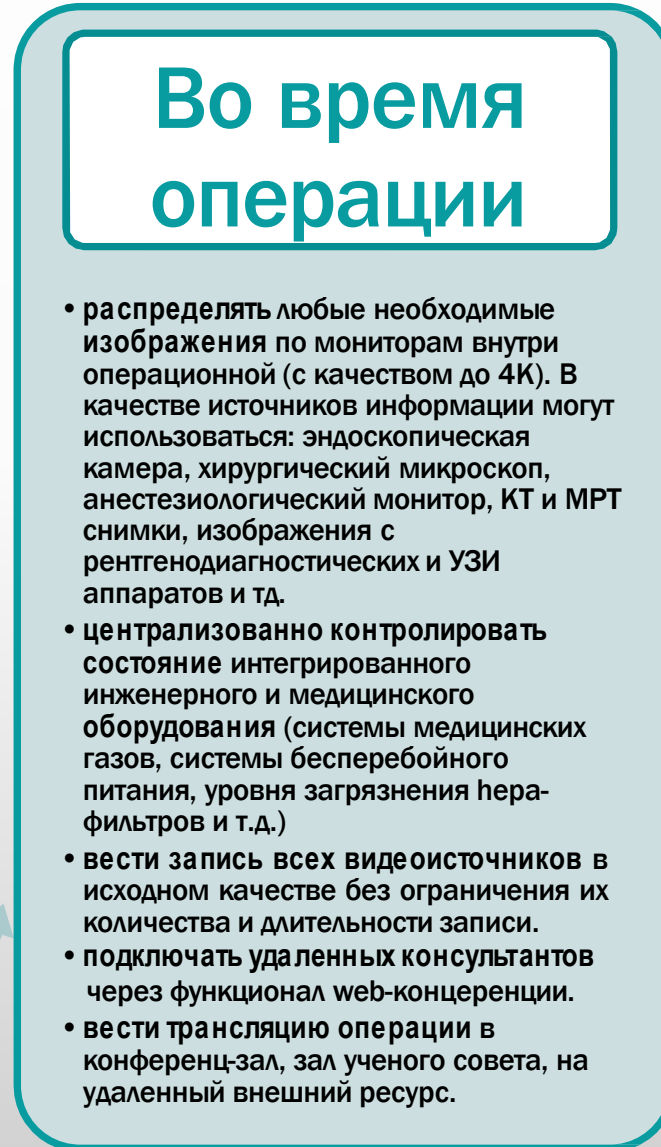 Во время
операции
• распределять любые необходимые
изображения по мониторам внутри
операционной (с качеством до 4K). В
качестве источников информации могут
использоваться: эндоскопическая
камера, хирургический микроскоп,
анестезиологический монитор, КТ и МРТ
снимки, изображения с
рентгенодиагностических и УЗИ
аппаратов и тд.
• централизованно контролировать
состояние интегрированного
инженерного и медицинского
оборудования (системы медицинских
газов, системы бесперебойного
питания, уровня загрязнения hepa-
фильтров и т.д.)
• вести запись всех видеоисточников в
исходном качестве без ограничения их
количества и длительности записи.
• подключать удаленных консультантов
через функционал web-концеренции.
• вести трансляцию операции в
конференц-зал, зал ученого совета, на
удаленный внешний ресурс.